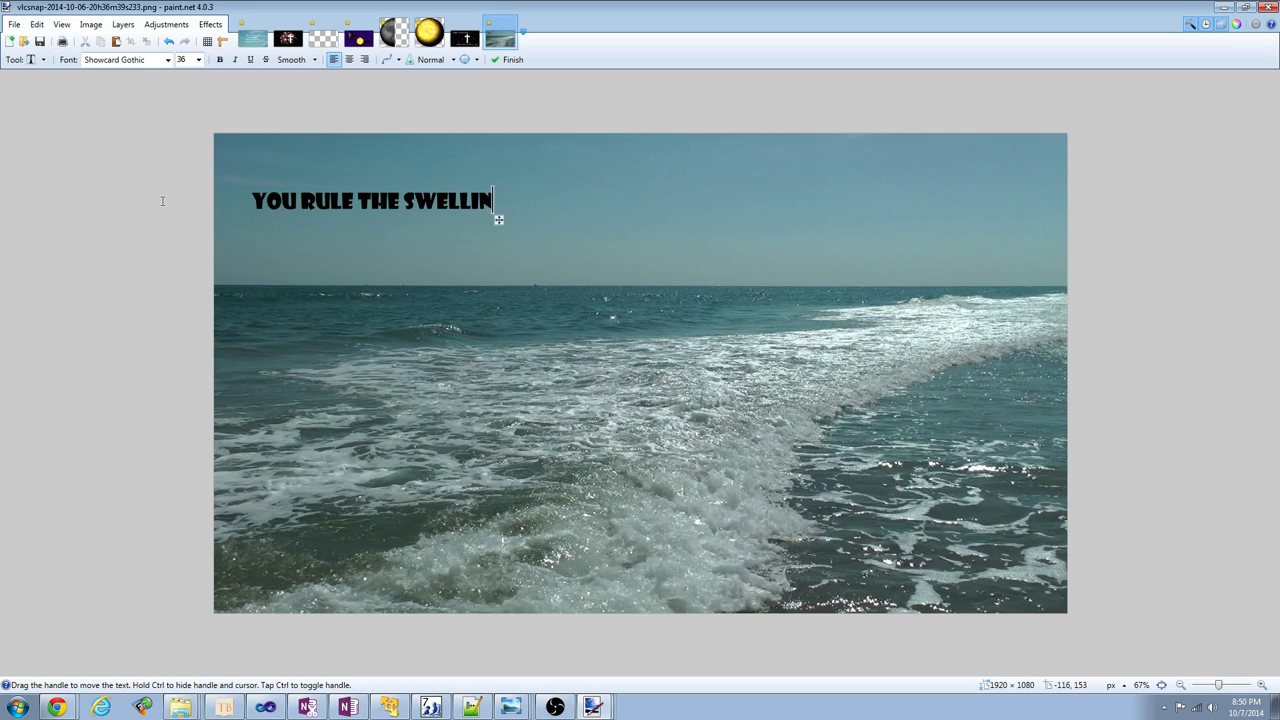 vlcsnap-2014-10-06-20h36m39s233.png - paint.net 4.0.3
File Edit View Image Layers Adjustments Effects
Tool: T Font: Showcard Gothic 36 B I U S Smooth Normal Finish
YOU RULE THE SWELLIN
Drag the handle to move the text. Hold Ctrl to hide handle and cursor. Tap Ctrl to toggle handle. 1920 × 1080 -116, 153 px 67%
TB
8:50 PM
10/7/2014